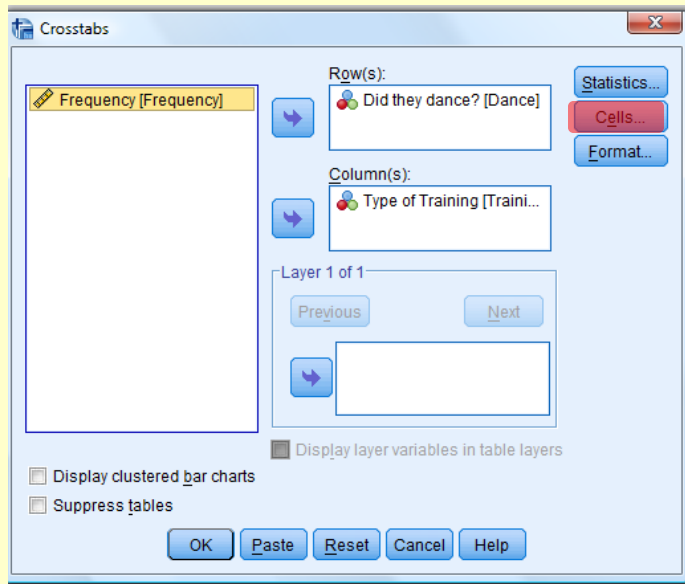 Crosstabs
Frequency [Frequency]
Row(s):
Did they dance? [Dance]
Column(s):
Type of Training [Traini...
Statistics...
Cells...
Format...
Layer 1 of 1
Previous
Next
Display layer variables in table layers
Display clustered bar charts
Suppress tables
OK
Paste
Reset
Cancel
Help